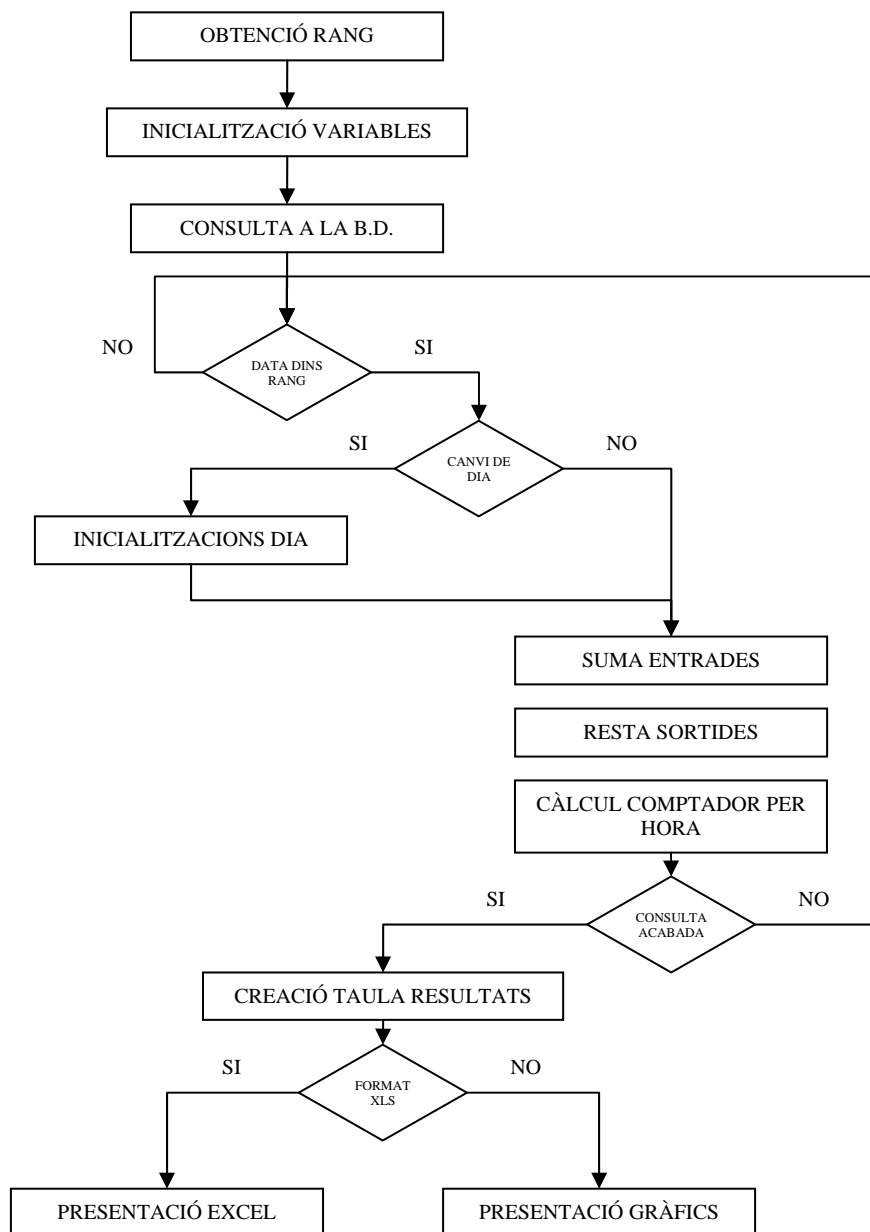 OBTENCIÓ RANG
INICIALITZACIÓ VARIABLES
CONSULTA A LA B.D.
NO
SI
DATA DINS
RANG
SI
NO
CANVI DE
DIA
INICIALITZACIONS DIA
SUMA ENTRADES
RESTA SORTIDES
CÀLCUL COMPTADOR PER
HORA
SI
NO
CONSULTA
ACABADA
CREACIÓ TAULA RESULTATS
SI
NO
FORMAT
XLS
PRESENTACIÓ EXCEL
PRESENTACIÓ GRÀFICS